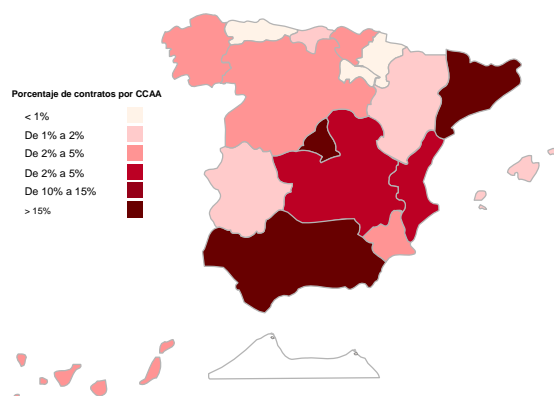 Porcentaje de contratos por CCAA
< 1%
De 1% a 2%
De 2% a 5%
De 2% a 5%
De 10% a 15%
> 15%